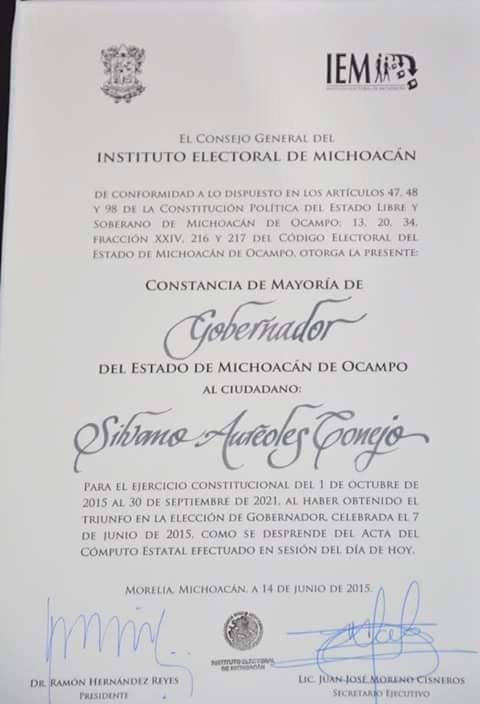 IEM
INSTITUTO ELECTORAL DE MICHOACÁN
EL CONSEJO GENERAL DEL
INSTITUTO ELECTORAL DE MICHOACÁN
DE CONFORMIDAD A LO DISPUESTO EN LOS ARTÍCULOS 47, 48
Y 98 DE LA CONSTITUCIÓN POLÍTICA DEL ESTADO LIBRE Y
SOBERANO DE MICHOACÁN DE OCAMPO; 13, 20, 34,
FRACCIÓN XXIV, 216 Y 217 DEL CÓDIGO ELECTORAL DEL
ESTADO DE MICHOACÁN DE OCAMPO, OTORGA LA PRESENTE:
CONSTANCIA DE MAYORÍA DE
Gobernador
DEL ESTADO DE MICHOACÁN DE OCAMPO
AL CIUDADANO:
Silvano Aureoles Conejo
PARA EL EJERCICIO CONSTITUCIONAL DEL 1 DE OCTUBRE DE
2015 AL 30 DE SEPTIEMBRE DE 2021, AL HABER OBTENIDO EL
TRIUNFO EN LA ELECCIÓN DE GOBERNADOR, CELEBRADA EL 7
DE JUNIO DE 2015, COMO SE DESPRENDE DEL ACTA DEL
CÓMPUTO ESTATAL EFECTUADO EN SESIÓN DEL DÍA DE HOY.
MORELIA, MICHOACÁN, A 14 DE JUNIO DE 2015.
INSTITUTO ELECTORAL
DE MICHOACÁN
DR. RAMÓN HERNÁNDEZ REYES
PRESIDENTE
LIC. JUAN JOSÉ MORENO CISNEROS
SECRETARIO EJECUTIVO